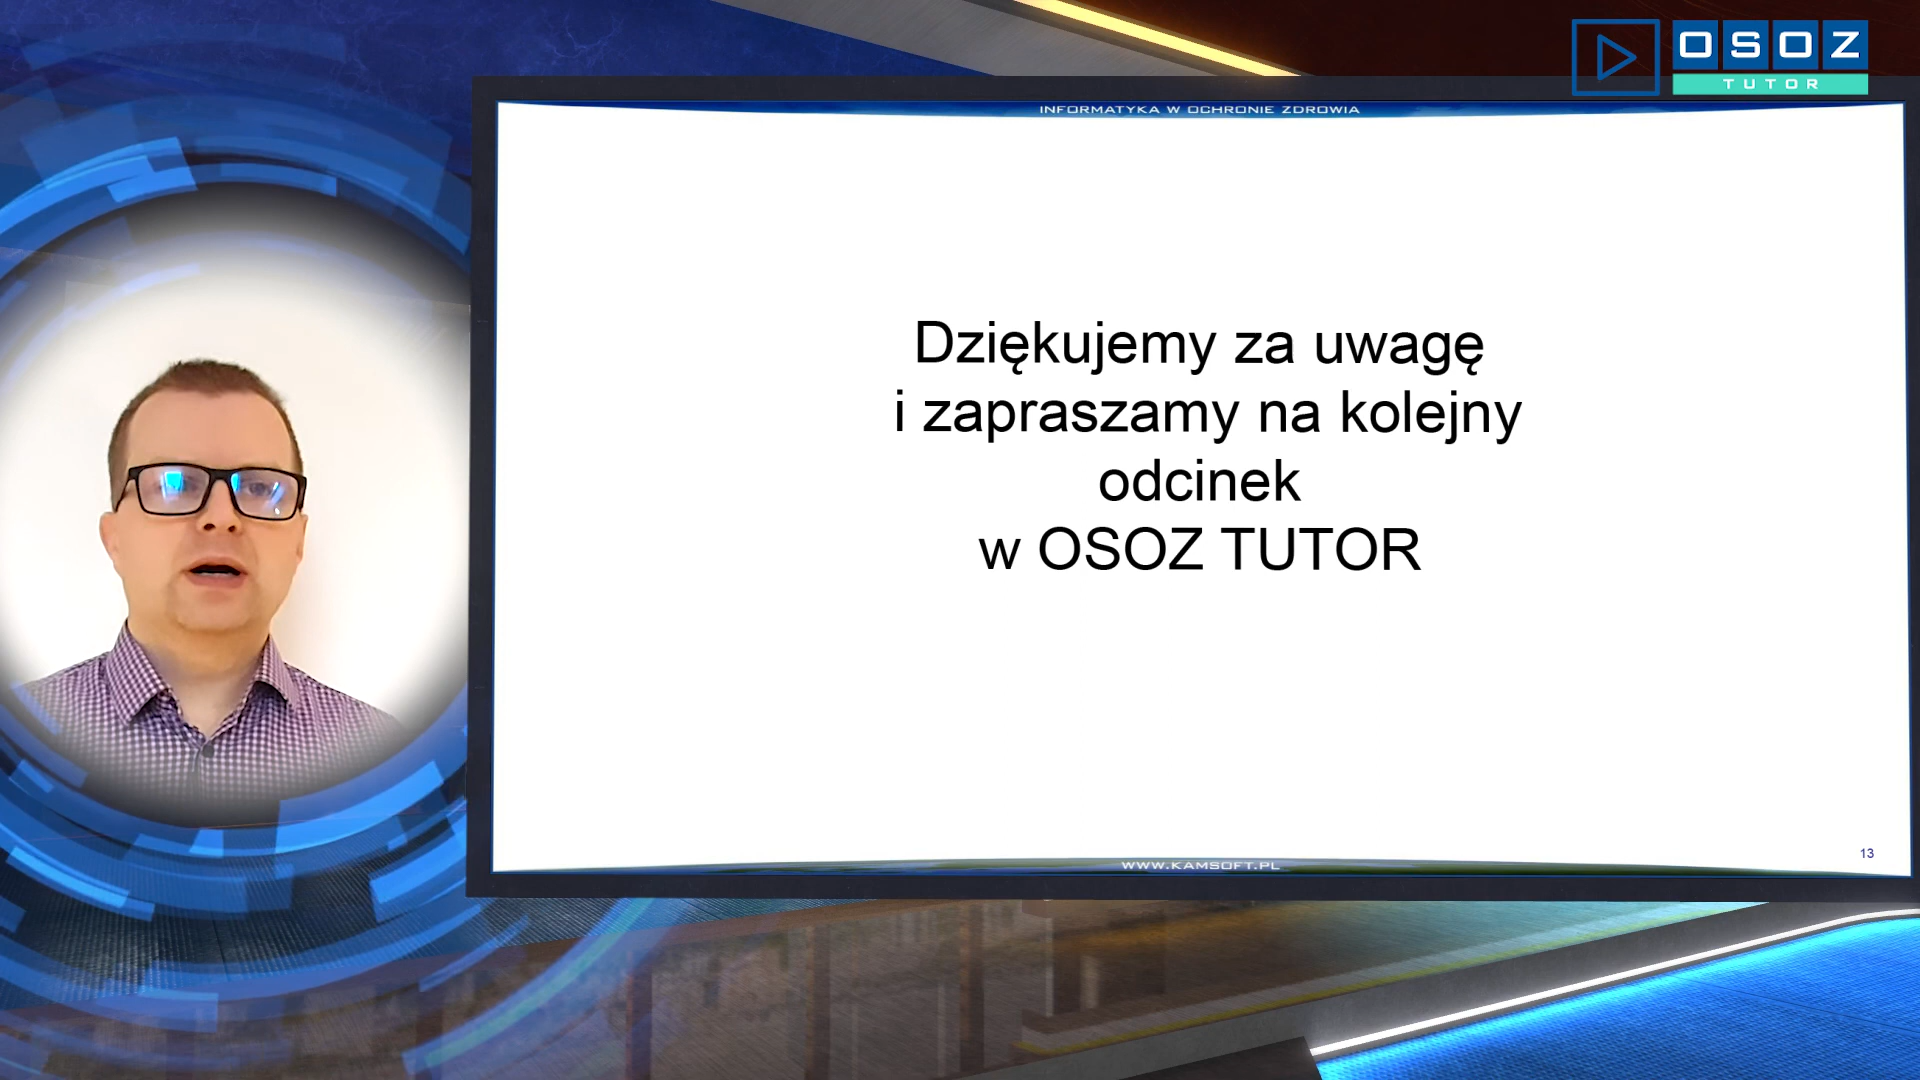 OSOZ
TUTOR
INFORMATYKA W OCHRONIE ZDROWIA
Dziękujemy za uwagę
i zapraszamy na kolejny
odcinek
w OSOZ TUTOR
13
WWW.KAMSOFT.PL